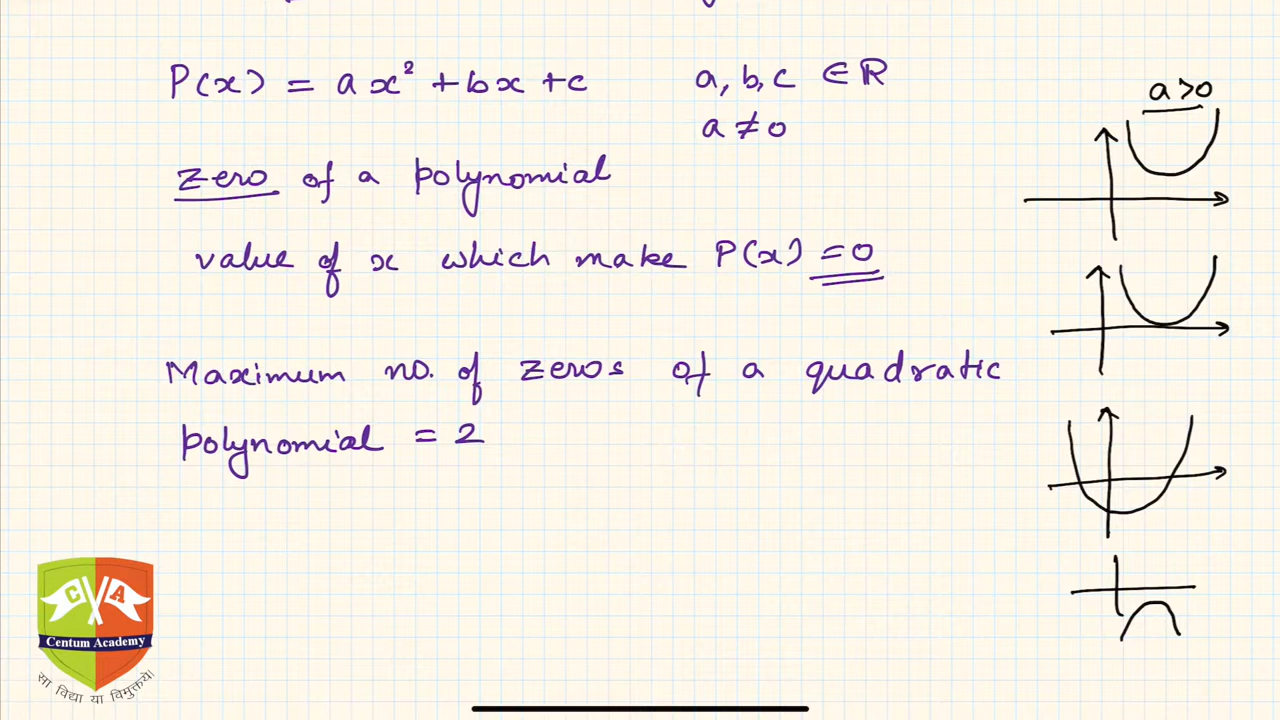 P(x) = ax² + bx + c a, b, c ∈ ℝ
a ≠ 0
a > 0
Zero of a polynomial
value of x which make P(x) = 0
Maximum no. of zeros of a quadratic
polynomial = 2
C A
Centum Academy
सा विद्या या विमुक्तये।